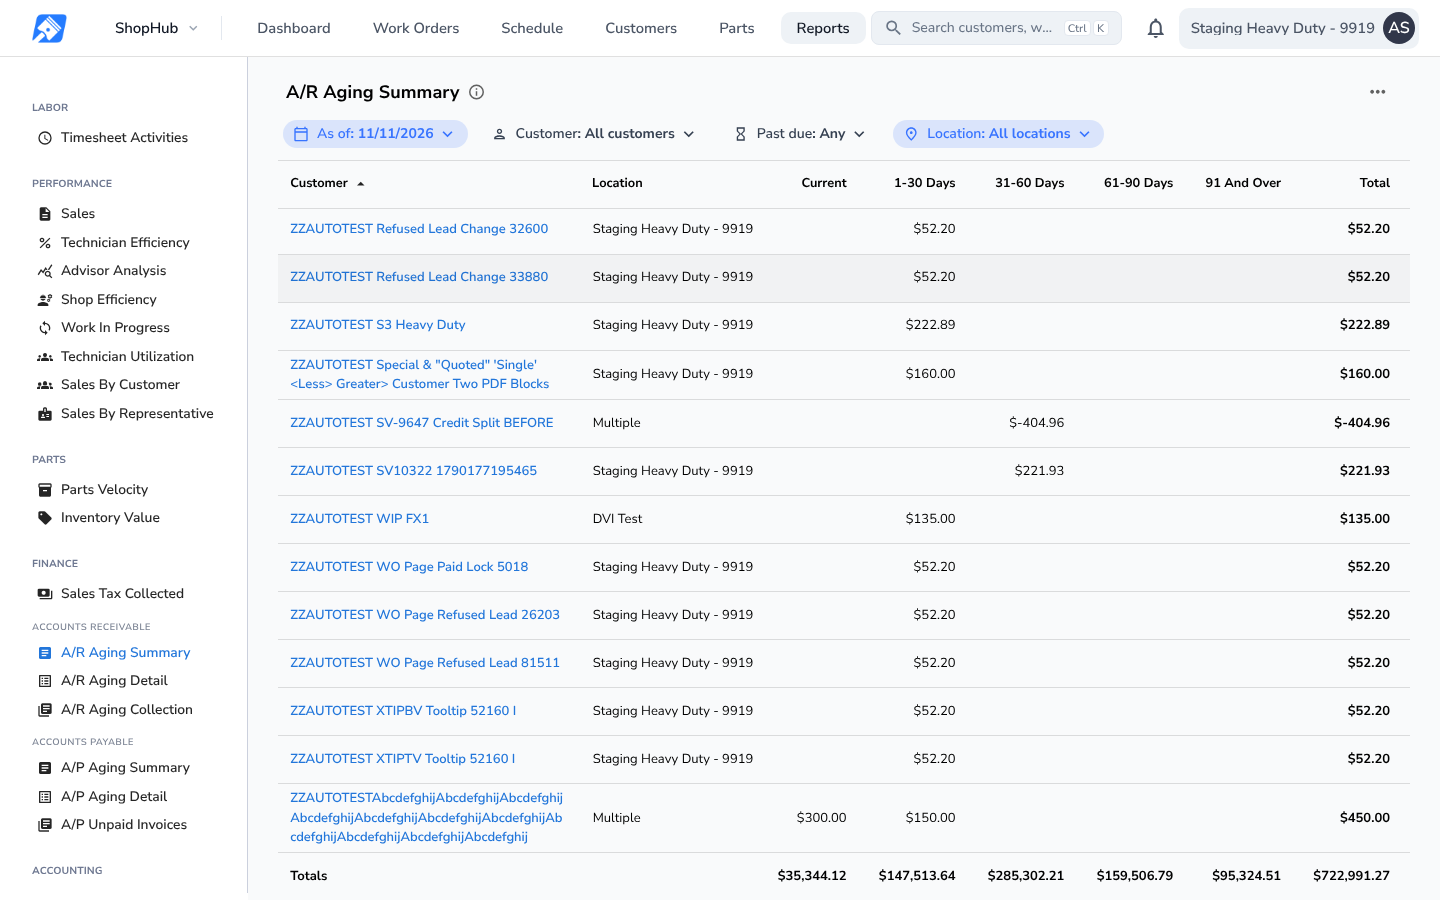 ShopHub
Dashboard
Work Orders
Schedule
Customers
Parts
Reports
Search customers, w...
Ctrl K
Staging Heavy Duty - 9919
AS
LABOR
Timesheet Activities
PERFORMANCE
Sales
Technician Efficiency
Advisor Analysis
Shop Efficiency
Work In Progress
Technician Utilization
Sales By Customer
Sales By Representative
PARTS
Parts Velocity
Inventory Value
FINANCE
Sales Tax Collected
ACCOUNTS RECEIVABLE
A/R Aging Summary
A/R Aging Detail
A/R Aging Collection
ACCOUNTS PAYABLE
A/P Aging Summary
A/P Aging Detail
A/P Unpaid Invoices
ACCOUNTING
A/R Aging Summary
As of: 11/11/2026
Customer: All customers
Past due: Any
Location: All locations
Customer Location Current 1-30 Days 31-60 Days 61-90 Days 91 And Over Total
ZZAUTOTEST Refused Lead Change 32600 Staging Heavy Duty - 9919 $52.20 $52.20
ZZAUTOTEST Refused Lead Change 33880 Staging Heavy Duty - 9919 $52.20 $52.20
ZZAUTOTEST S3 Heavy Duty Staging Heavy Duty - 9919 $222.89 $222.89
ZZAUTOTEST Special & "Quoted" 'Single'
<Less> Greater> Customer Two PDF Blocks Staging Heavy Duty - 9919 $160.00 $160.00
ZZAUTOTEST SV-9647 Credit Split BEFORE Multiple $-404.96 $-404.96
ZZAUTOTEST SV10322 1790177195465 Staging Heavy Duty - 9919 $221.93 $221.93
ZZAUTOTEST WIP FX1 DVI Test $135.00 $135.00
ZZAUTOTEST WO Page Paid Lock 5018 Staging Heavy Duty - 9919 $52.20 $52.20
ZZAUTOTEST WO Page Refused Lead 26203 Staging Heavy Duty - 9919 $52.20 $52.20
ZZAUTOTEST WO Page Refused Lead 81511 Staging Heavy Duty - 9919 $52.20 $52.20
ZZAUTOTEST XTIPBV Tooltip 52160 I Staging Heavy Duty - 9919 $52.20 $52.20
ZZAUTOTEST XTIPTV Tooltip 52160 I Staging Heavy Duty - 9919 $52.20 $52.20
ZZAUTOTESTAbcdefghijAbcdefghijAbcdefghij
AbcdefghijAbcdefghijAbcdefghijAbcdefghijAb
cdefghijAbcdefghijAbcdefghijAbcdefghij Multiple $300.00 $150.00 $450.00
Totals $35,344.12 $147,513.64 $285,302.21 $159,506.79 $95,324.51 $722,991.27